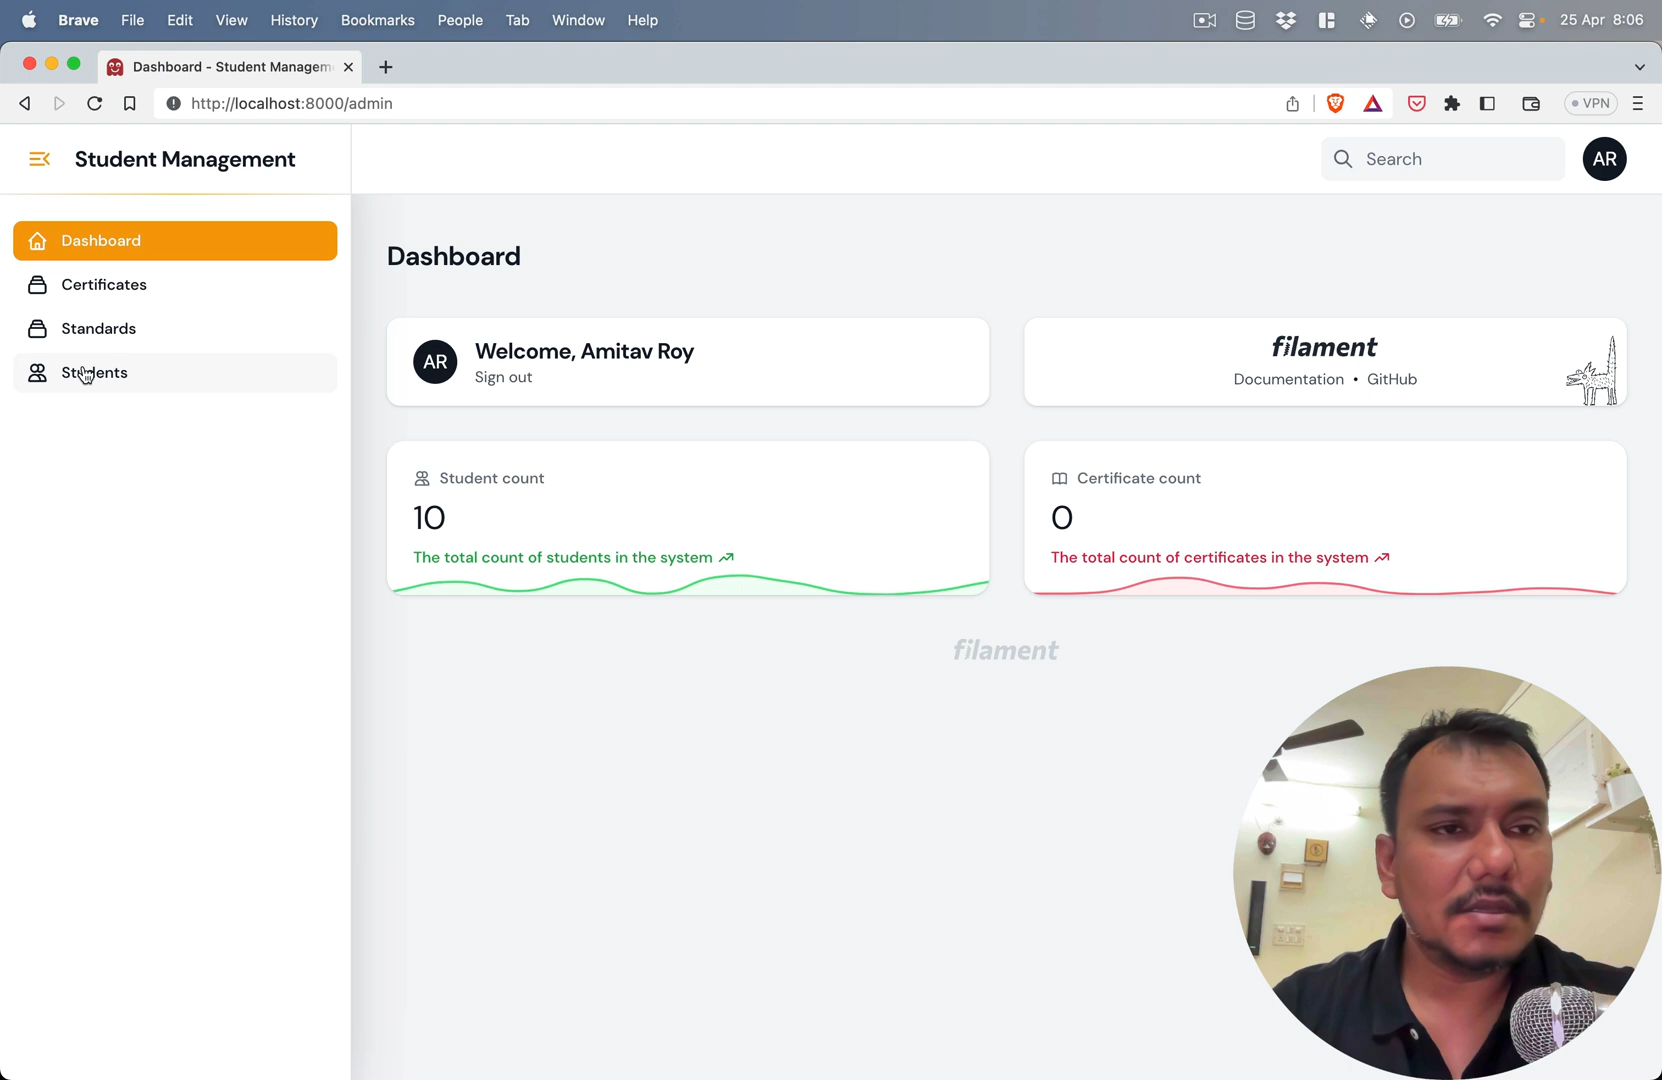 Brave File Edit View History Bookmarks People Tab Window Help 25 Apr 8:06
Dashboard - Student Managem
http://localhost:8000/admin
VPN
Student Management
Search
AR
Dashboard
Certificates
Standards
Students
Dashboard
AR
Welcome, Amitav Roy
Sign out
filament
Documentation • GitHub
Student count
10
The total count of students in the system
Certificate count
0
The total count of certificates in the system
filament